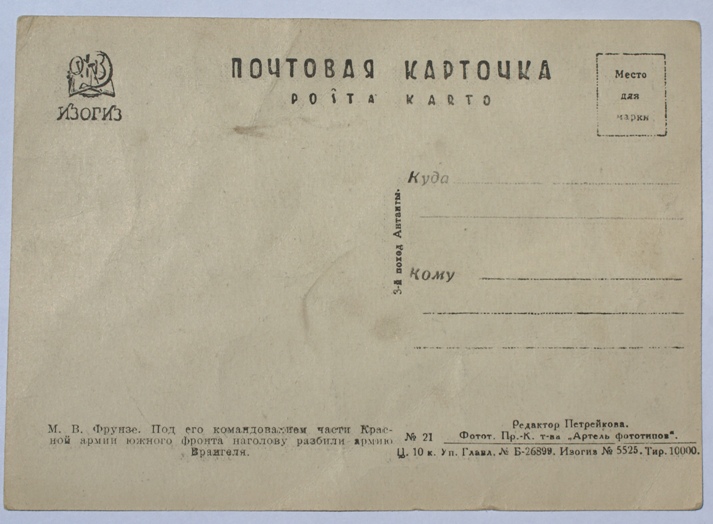 ИЗОГИЗ
ПОЧТОВАЯ КАРТОЧКА
POŜTA KARTO
Место
для
марки
Куда
Кому
3-й поход Антанты.
М. В. Фрунзе. Под его командованием части Крас-
ной армии южного фронта наголову разбили армию
Врангеля.
№ 21
Редактор Петрейкова.
Фотот. Пр.-К. т-ва „Артель фототипов".
Ц. 10 к. Уп. Главл. № Б-26899. Изогиз № 5525. Тир. 10000.